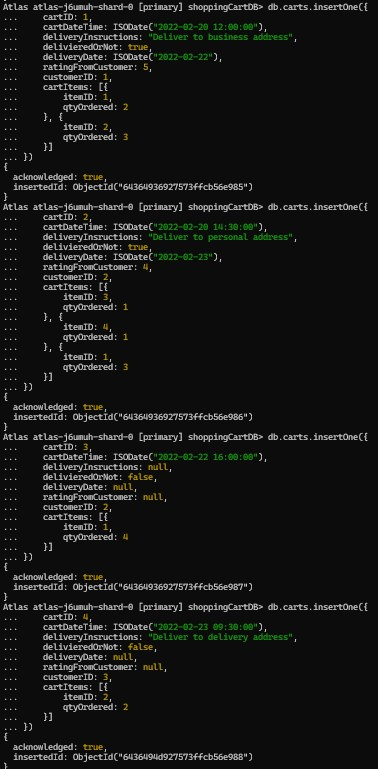 Atlas atlas-j6umuh-shard-0 [primary] shoppingCartDB> db.carts.insertOne({
... cartID: 1,
... cartDateTime: ISODate("2022-02-20 12:00:00"),
... deliveryInsructions: "Deliver to business address",
... delivieredOrNot: true,
... deliveryDate: ISODate("2022-02-22"),
... ratingFromCustomer: 5,
... customerID: 1,
... cartItems: [{
... itemID: 1,
... qtyOrdered: 2
... }, {
... itemID: 2,
... qtyOrdered: 3
... }]
... })
{
acknowledged: true,
insertedId: ObjectId("64364936927573ffcb56e985")
}
Atlas atlas-j6umuh-shard-0 [primary] shoppingCartDB> db.carts.insertOne({
... cartID: 2,
... cartDateTime: ISODate("2022-02-20 14:30:00"),
... deliveryInsructions: "Deliver to personal address",
... delivieredOrNot: true,
... deliveryDate: ISODate("2022-02-23"),
... ratingFromCustomer: 4,
... customerID: 2,
... cartItems: [{
... itemID: 3,
... qtyOrdered: 1
... }, {
... itemID: 4,
... qtyOrdered: 1
... }, {
... itemID: 1,
... qtyOrdered: 3
... }]
... })
{
acknowledged: true,
insertedId: ObjectId("64364936927573ffcb56e986")
}
Atlas atlas-j6umuh-shard-0 [primary] shoppingCartDB> db.carts.insertOne({
... cartID: 3,
... cartDateTime: ISODate("2022-02-22 16:00:00"),
... deliveryInsructions: null,
... delivieredOrNot: false,
... deliveryDate: null,
... ratingFromCustomer: null,
... customerID: 2,
... cartItems: [{
... itemID: 1,
... qtyOrdered: 4
... }]
... })
{
acknowledged: true,
insertedId: ObjectId("64364936927573ffcb56e987")
}
Atlas atlas-j6umuh-shard-0 [primary] shoppingCartDB> db.carts.insertOne({
... cartID: 4,
... cartDateTime: ISODate("2022-02-23 09:30:00"),
... deliveryInsructions: "Deliver to delivery address",
... delivieredOrNot: false,
... deliveryDate: null,
... ratingFromCustomer: null,
... customerID: 3,
... cartItems: [{
... itemID: 2,
... qtyOrdered: 2
... }]
... })
{
acknowledged: true,
insertedId: ObjectId("6436494d927573ffcb56e988")